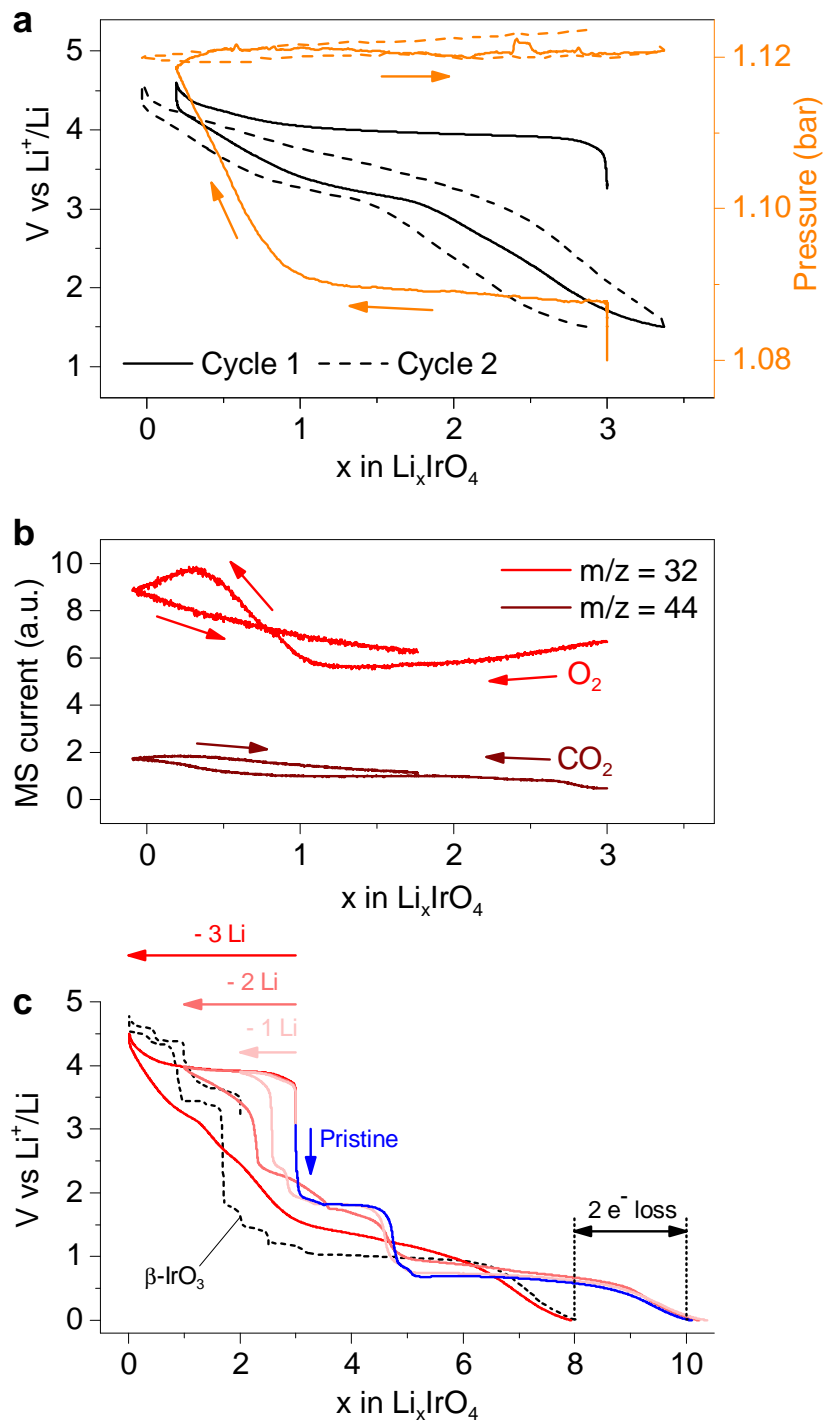 a
5
4
3
2
1
V vs Li⁺/Li
1.12
1.10
1.08
Pressure (bar)
Cycle 1
Cycle 2
0 1 2 3
x in LiₓIrO₄
b
10
8
6
4
2
0
MS current (a.u.)
m/z = 32
m/z = 44
O₂
CO₂
0 1 2 3
x in LiₓIrO₄
- 3 Li
- 2 Li
- 1 Li
c
5
4
3
2
1
0
V vs Li⁺/Li
Pristine
2 e⁻ loss
β-IrO₃
0 2 4 6 8 10
x in LiₓIrO₄